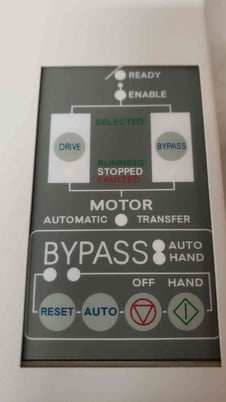 READY
ENABLE
SELECTED
DRIVE
BYPASS
RUNNING
STOPPED
FAULTED
MOTOR
AUTOMATIC TRANSFER
BYPASS AUTO
HAND
OFF HAND
RESET AUTO